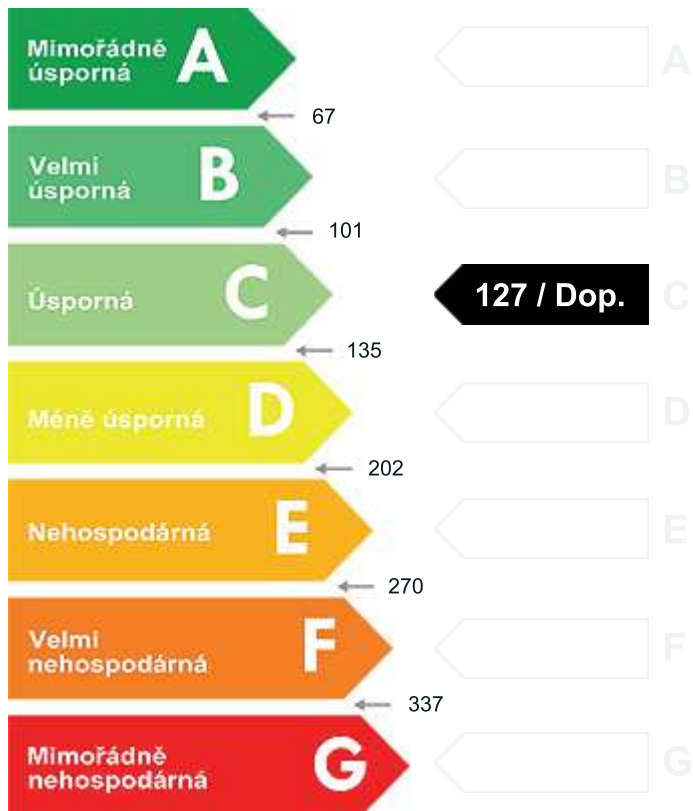 Mimořádně
úsporná
A
A
67
Velmi
úsporná
B
B
101
Úsporná
C
127 / Dop.
C
135
Méně úsporná
D
D
202
Nehospodárná
E
E
270
Velmi
nehospodárná
F
F
337
Mimořádně
nehospodárná
G
G